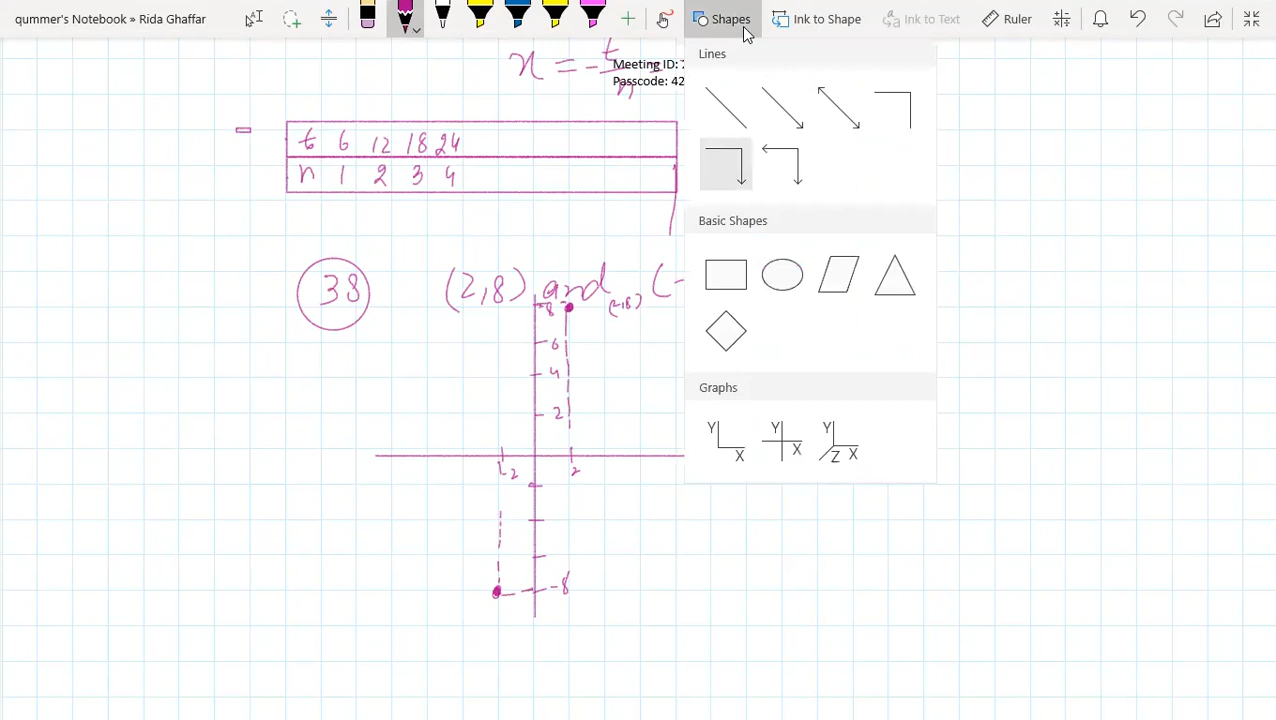 qummer's Notebook » Rida Ghaffar
Shapes
Ink to Shape
Ink to Text
Ruler
Lines
x = - t/n =
Meeting ID:
Passcode: 42
t 6 12 18 24
n 1 2 3 4
Basic Shapes
38 (2,8) and (-
8 (2,8)
6
4
2
-2 2
-8
Graphs
Y X
Y X
Y Z X